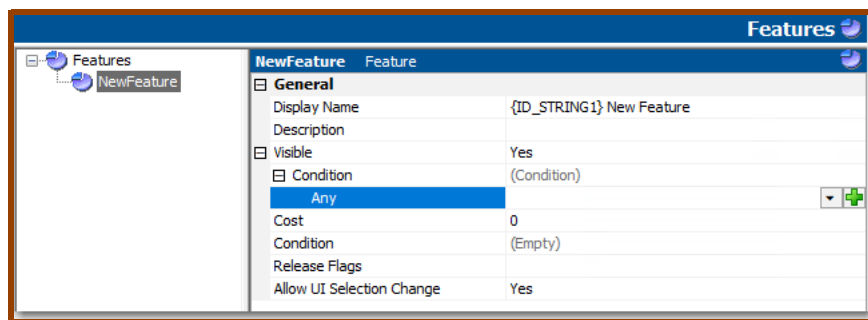 Features
Features
NewFeature
NewFeature Feature
General
Display Name {ID_STRING1} New Feature
Description
Visible Yes
Condition (Condition)
Any
Cost 0
Condition (Empty)
Release Flags
Allow UI Selection Change Yes